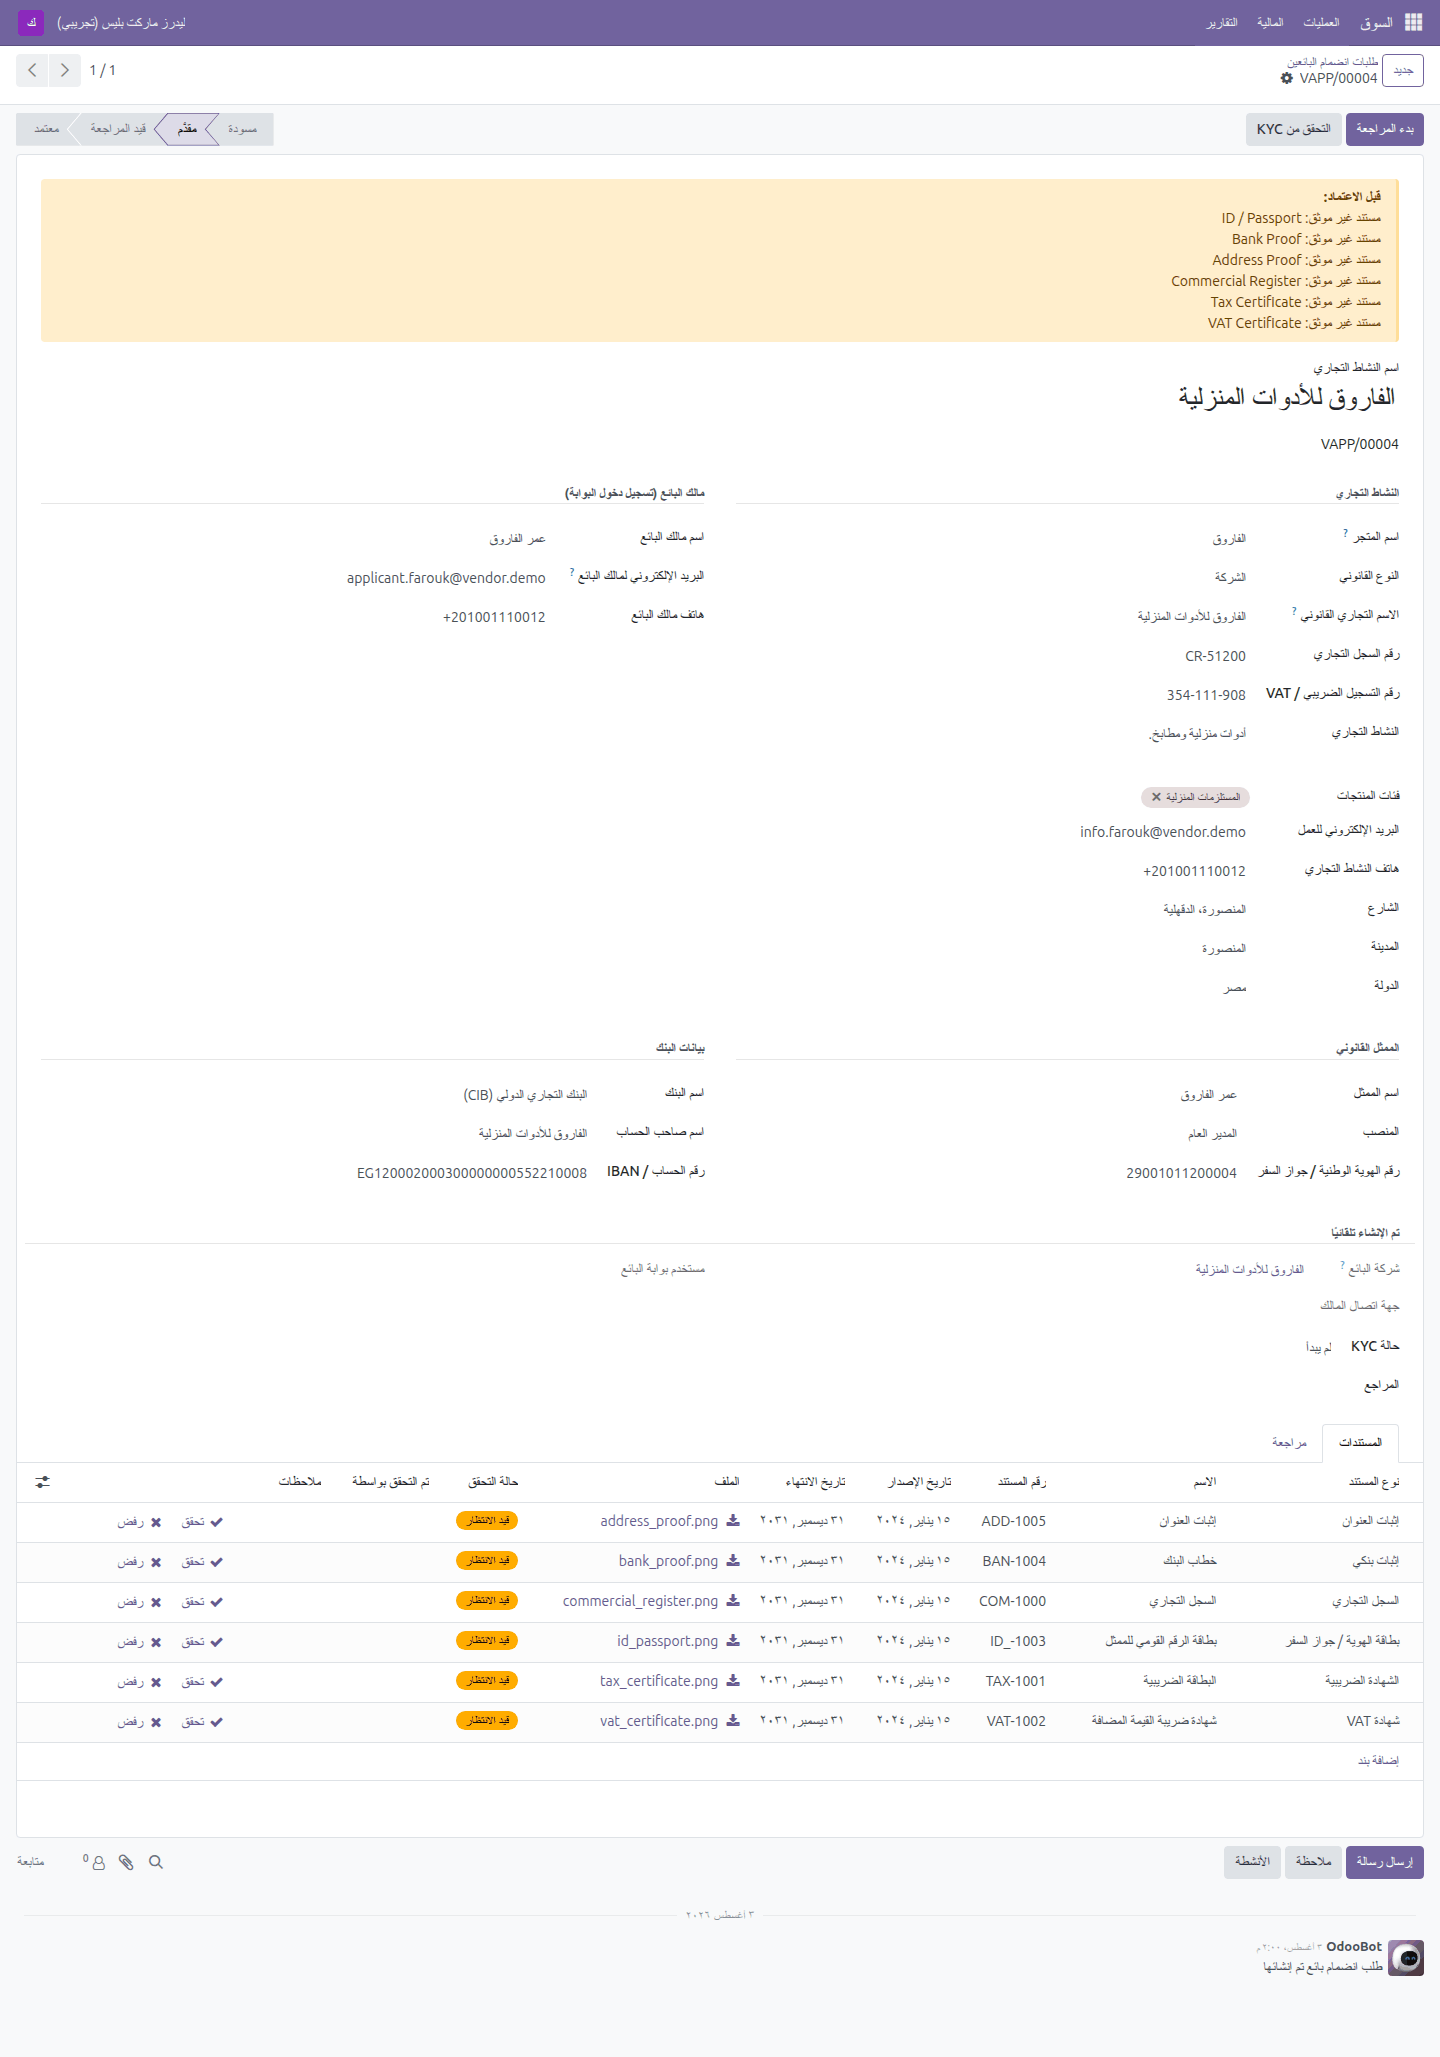 السوق
العمليات
المالية
التقارير
ليدرز ماركت بليس (تجريبي)
ك
جديد
طلبات انضمام البائعين
VAPP/00004
1 / 1
بدء المراجعة
التحقق من KYC
مسودة
مقدّم
قيد المراجعة
معتمد
قبل الاعتماد:
مستند غير موثق: ID / Passport
مستند غير موثق: Bank Proof
مستند غير موثق: Address Proof
مستند غير موثق: Commercial Register
مستند غير موثق: Tax Certificate
مستند غير موثق: VAT Certificate
اسم النشاط التجاري
الفاروق للأدوات المنزلية
VAPP/00004
النشاط التجاري
اسم المتجر ? الفاروق
النوع القانوني الشركة
الاسم التجاري القانوني ? الفاروق للأدوات المنزلية
رقم السجل التجاري CR-51200
رقم التسجيل الضريبي / VAT 354-111-908
النشاط التجاري أدوات منزلية ومطابخ.
فئات المنتجات المستلزمات المنزلية
البريد الإلكتروني للعمل info.farouk@vendor.demo
هاتف النشاط التجاري +201001110012
الشارع المنصورة، الدقهلية
المدينة المنصورة
الدولة مصر
مالك البائع (تسجيل دخول البوابة)
اسم مالك البائع عمر الفاروق
البريد الإلكتروني لمالك البائع ? applicant.farouk@vendor.demo
هاتف مالك البائع +201001110012
الممثل القانوني
اسم الممثل عمر الفاروق
المنصب المدير العام
رقم الهوية الوطنية / جواز السفر 29001011200004
بيانات البنك
اسم البنك البنك التجاري الدولي (CIB)
اسم صاحب الحساب الفاروق للأدوات المنزلية
رقم الحساب / IBAN EG120002000300000000552210008
تم الإنشاء تلقائيًا
شركة البائع ? الفاروق للأدوات المنزلية
مستخدم بوابة البائع
جهة اتصال المالك
حالة KYC لم يبدأ
المراجع
المستندات
مراجعة
نوع المستند الاسم رقم المستند تاريخ الإصدار تاريخ الانتهاء الملف حالة التحقق تم التحقق بواسطة ملاحظات
إثبات العنوان إثبات العنوان ADD-1005 ١٥ يناير, ٢٠٢٤ ٣١ ديسمبر, ٢٠٣١ address_proof.png قيد الانتظار تحقق رفض
إثبات بنكي خطاب البنك BAN-1004 ١٥ يناير, ٢٠٢٤ ٣١ ديسمبر, ٢٠٣١ bank_proof.png قيد الانتظار تحقق رفض
السجل التجاري السجل التجاري COM-1000 ١٥ يناير, ٢٠٢٤ ٣١ ديسمبر, ٢٠٣١ commercial_register.png قيد الانتظار تحقق رفض
بطاقة الهوية / جواز السفر بطاقة الرقم القومي للممثل ID_-1003 ١٥ يناير, ٢٠٢٤ ٣١ ديسمبر, ٢٠٣١ id_passport.png قيد الانتظار تحقق رفض
الشهادة الضريبية البطاقة الضريبية TAX-1001 ١٥ يناير, ٢٠٢٤ ٣١ ديسمبر, ٢٠٣١ tax_certificate.png قيد الانتظار تحقق رفض
شهادة VAT شهادة ضريبة القيمة المضافة VAT-1002 ١٥ يناير, ٢٠٢٤ ٣١ ديسمبر, ٢٠٣١ vat_certificate.png قيد الانتظار تحقق رفض
إضافة بند
إرسال رسالة
ملاحظة
الأنشطة
0
متابعة
٣ أغسطس ٢٠٢٦
OdooBot ٣ أغسطس، ٢:٠٠ م
طلب انضمام بائع تم إنشائها